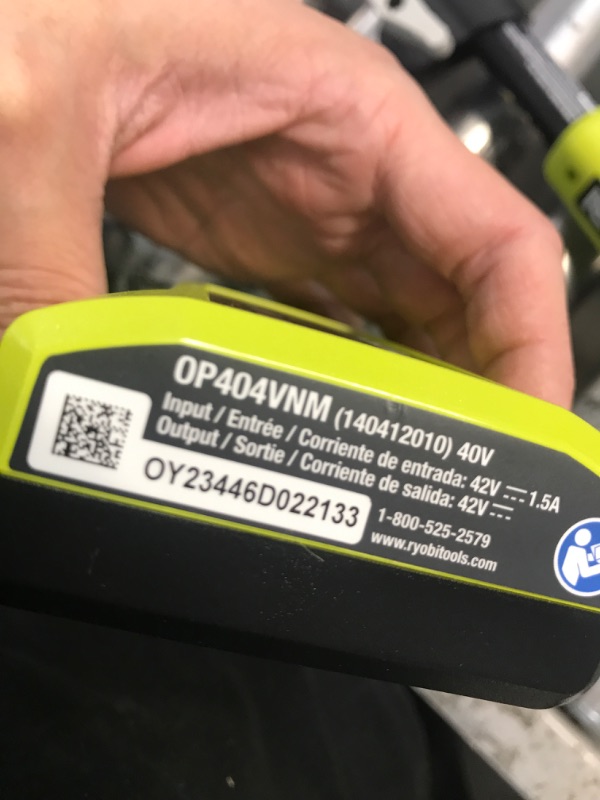 OP404VNM (140412010) 40V
Input / Entrée / Corriente de entrada: 42V ⎓ 1.5A
Output / Sortie / Corriente de salida: 42V ⎓
OY23446D022133
1-800-525-2579
www.ryobitools.com